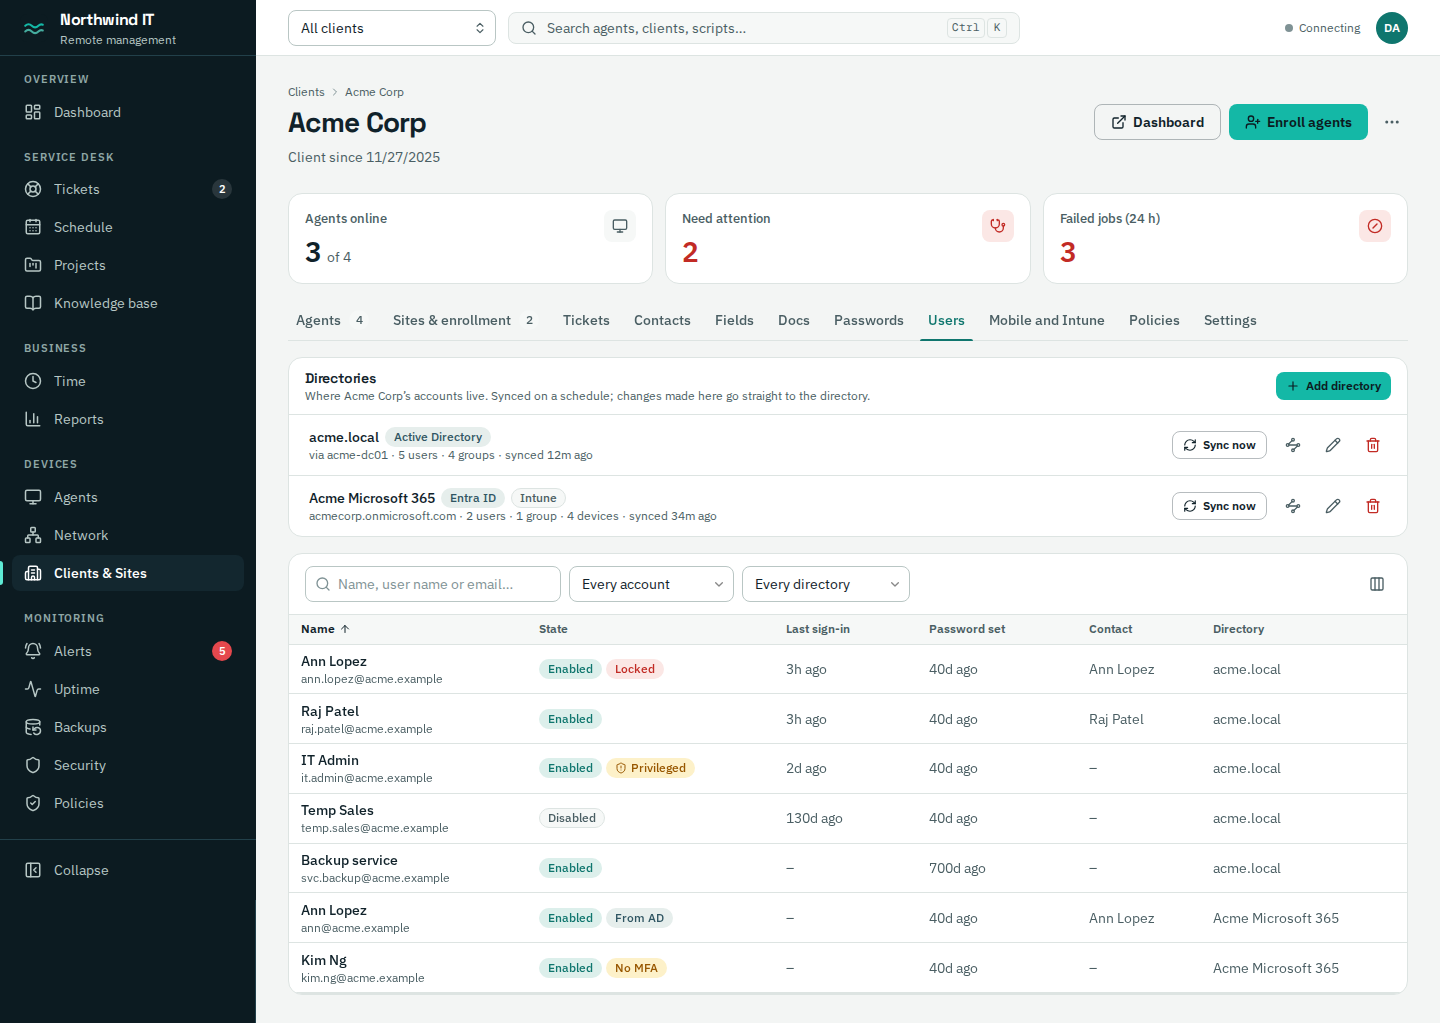 Northwind IT
Remote management
All clients
Search agents, clients, scripts...
Ctrl K
Connecting
DA
OVERVIEW
Dashboard
SERVICE DESK
Tickets 2
Schedule
Projects
Knowledge base
BUSINESS
Time
Reports
DEVICES
Agents
Network
Clients & Sites
MONITORING
Alerts 5
Uptime
Backups
Security
Policies
Collapse
Clients > Acme Corp
Acme Corp
Client since 11/27/2025
Dashboard
Enroll agents
Agents online
3 of 4
Need attention
2
Failed jobs (24 h)
3
Agents 4 Sites & enrollment 2 Tickets Contacts Fields Docs Passwords Users Mobile and Intune Policies Settings
Directories
Where Acme Corp’s accounts live. Synced on a schedule; changes made here go straight to the directory.
Add directory
acme.local Active Directory
via acme-dc01 · 5 users · 4 groups · synced 12m ago
Sync now
Acme Microsoft 365 Entra ID Intune
acmecorp.onmicrosoft.com · 2 users · 1 group · 4 devices · synced 34m ago
Sync now
Name, user name or email...
Every account
Every directory
Name State Last sign-in Password set Contact Directory
Ann Lopez
ann.lopez@acme.example
Enabled Locked 3h ago 40d ago Ann Lopez acme.local
Raj Patel
raj.patel@acme.example
Enabled 3h ago 40d ago Raj Patel acme.local
IT Admin
it.admin@acme.example
Enabled Privileged 2d ago 40d ago – acme.local
Temp Sales
temp.sales@acme.example
Disabled 130d ago 40d ago – acme.local
Backup service
svc.backup@acme.example
Enabled – 700d ago – acme.local
Ann Lopez
ann@acme.example
Enabled From AD – 40d ago Ann Lopez Acme Microsoft 365
Kim Ng
kim.ng@acme.example
Enabled No MFA – 40d ago – Acme Microsoft 365